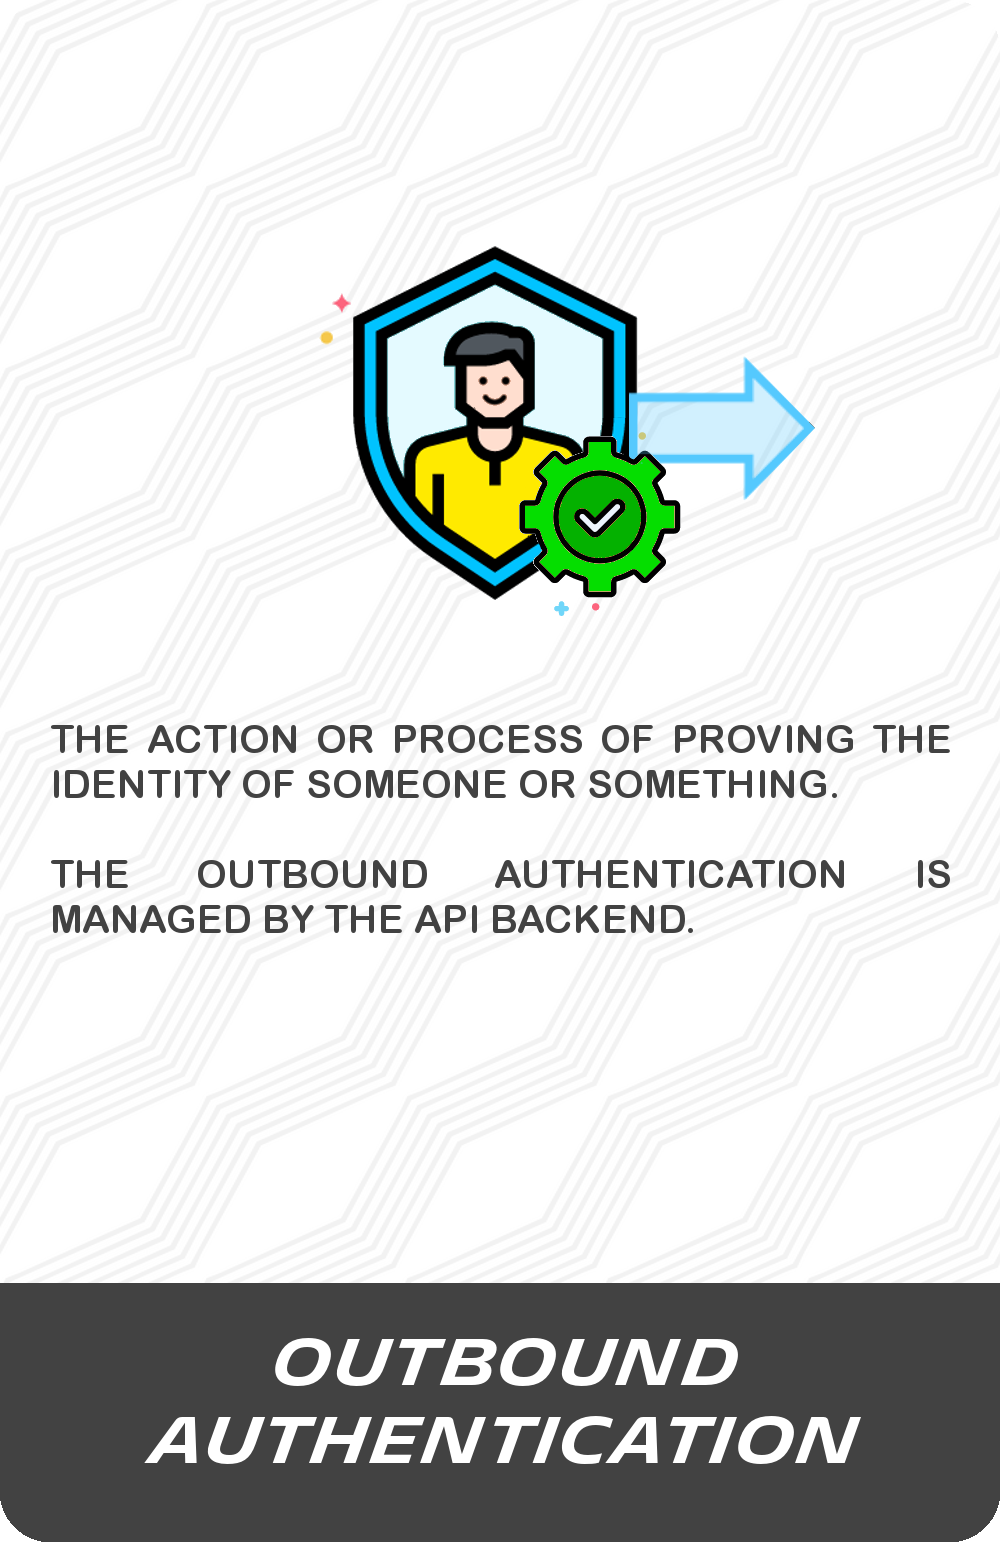 THE ACTION OR PROCESS OF PROVING THE
IDENTITY OF SOMEONE OR SOMETHING.
THE OUTBOUND AUTHENTICATION IS
MANAGED BY THE API BACKEND.
OUTBOUND
AUTHENTICATION